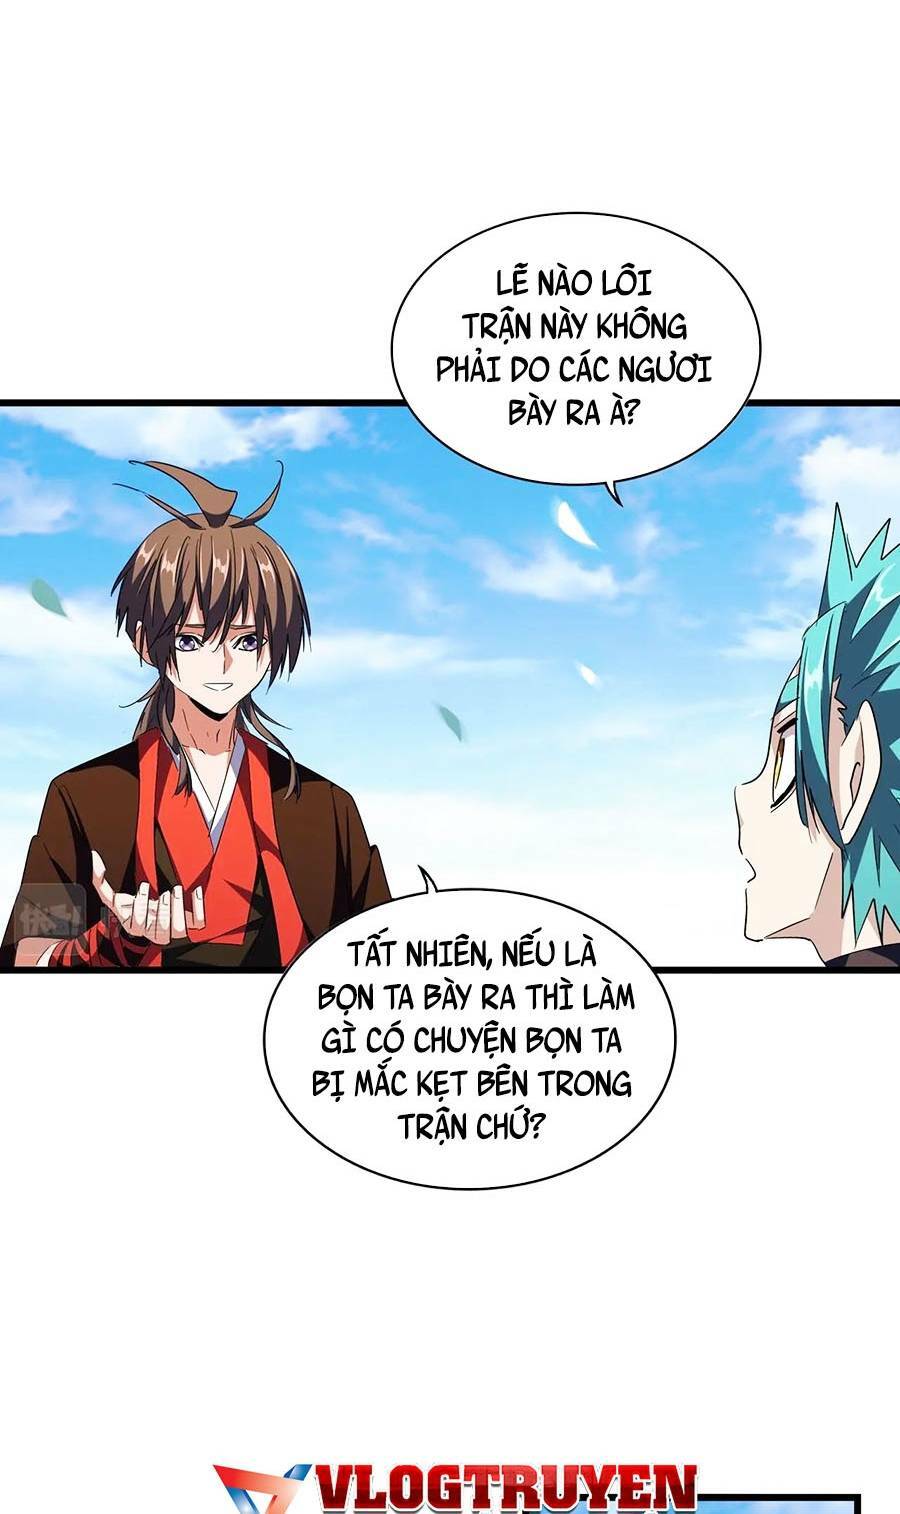 LẼ NÀO LÔI
TRẬN NÀY KHÔNG
PHẢI DO CÁC NGƯƠI
BÀY RA À?
TẤT NHIÊN, NẾU LÀ
BỌN TA BÀY RA THÌ LÀM
GÌ CÓ CHUYỆN BỌN TA
BỊ MẮC KẸT BÊN TRONG
TRẬN CHỨ?
VLOGTRUYEN